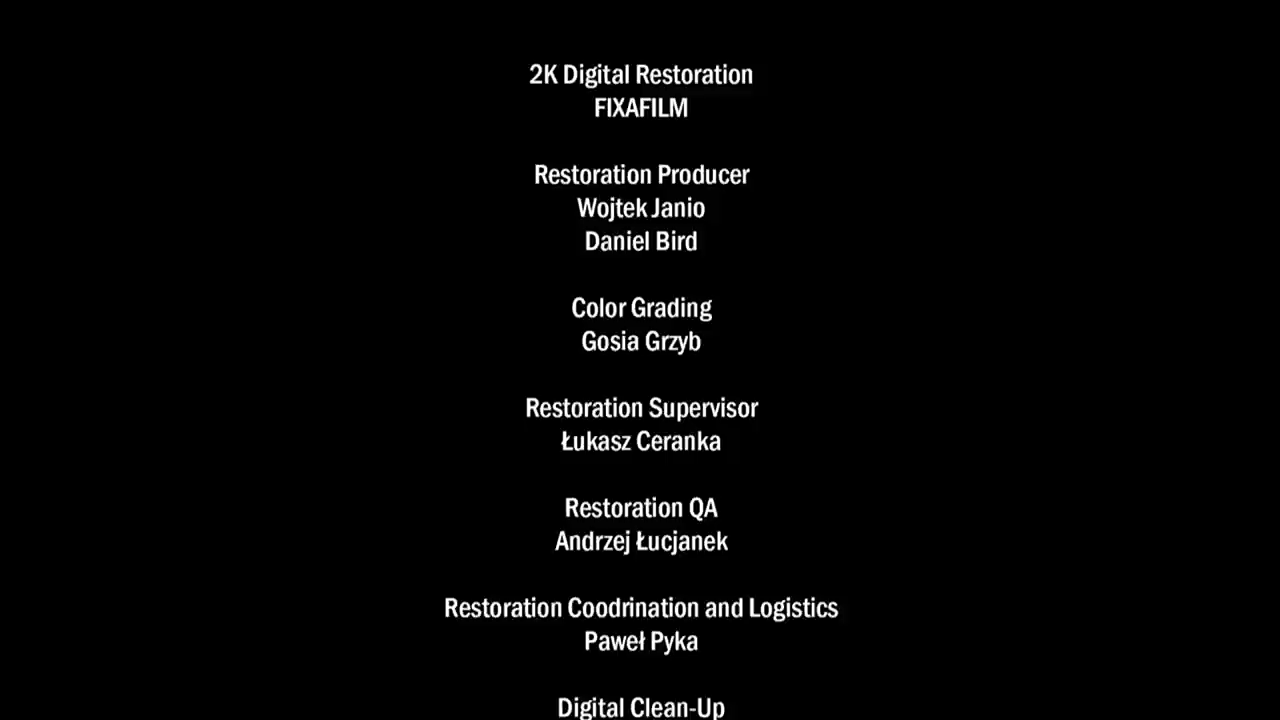 2K Digital Restoration
FIXAFILM
Restoration Producer
Wojtek Janio
Daniel Bird
Color Grading
Gosia Grzyb
Restoration Supervisor
Łukasz Ceranka
Restoration QA
Andrzej Łucjanek
Restoration Coodrination and Logistics
Paweł Pyka
Digital Clean-Up